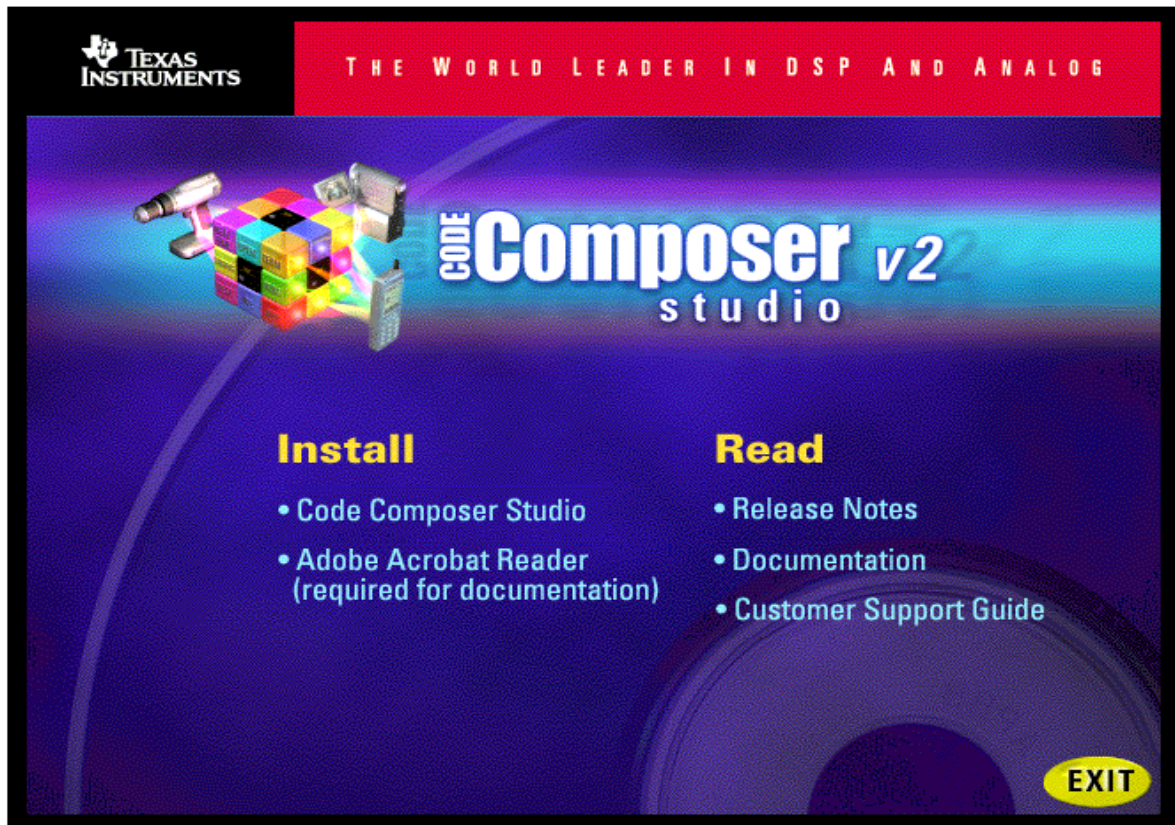 TEXAS
INSTRUMENTS
THE WORLD LEADER IN DSP AND ANALOG
CODE Composer v2
studio
Install
• Code Composer Studio
• Adobe Acrobat Reader
(required for documentation)
Read
• Release Notes
• Documentation
• Customer Support Guide
EXIT